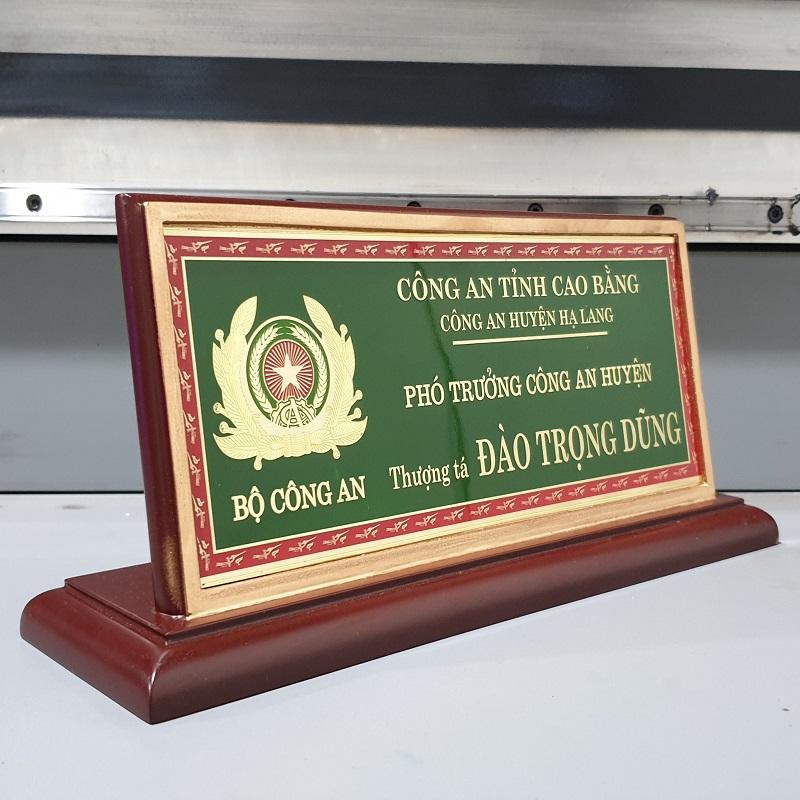 CÔNG AN TỈNH CAO BẰNG
CÔNG AN HUYỆN HẠ LANG
PHÓ TRƯỞNG CÔNG AN HUYỆN
Thượng tá ĐÀO TRỌNG DŨNG
BỘ CÔNG AN